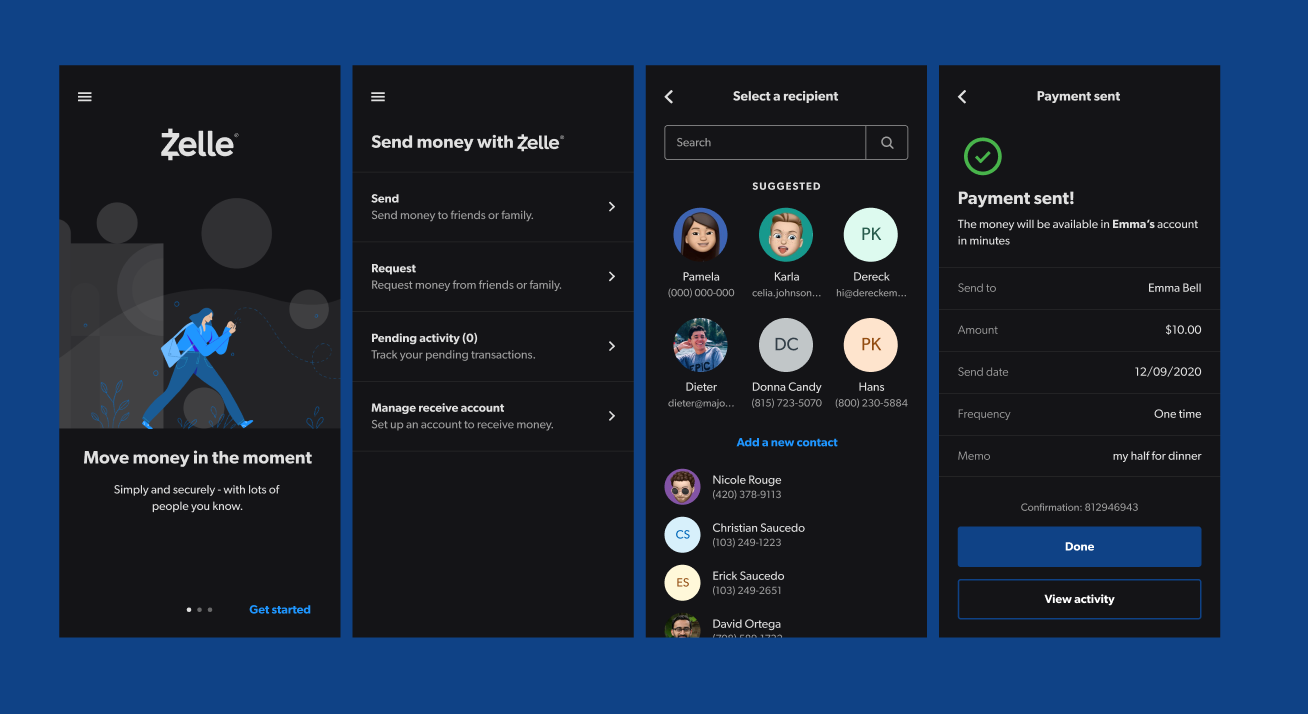 Zelle®
Move money in the moment
Simply and securely - with lots of
people you know.
Get started
Send money with Zelle®
Send
Send money to friends or family.
Request
Request money from friends or family.
Pending activity (0)
Track your pending transactions.
Manage receive account
Set up an account to receive money.
Select a recipient
Search
SUGGESTED
Pamela
(000) 000-000
Karla
celia.johnson...
PK
Dereck
hi@dereckem...
EPIC
Dieter
dieter@majo...
DC
Donna Candy
(815) 723-5070
PK
Hans
(800) 230-5884
Add a new contact
Nicole Rouge
(420) 378-9113
CS
Christian Saucedo
(103) 249-1223
ES
Erick Saucedo
(103) 249-2651
David Ortega
Payment sent
Payment sent!
The money will be available in Emma's account
in minutes
Send to Emma Bell
Amount $10.00
Send date 12/09/2020
Frequency One time
Memo my half for dinner
Confirmation: 812946943
Done
View activity